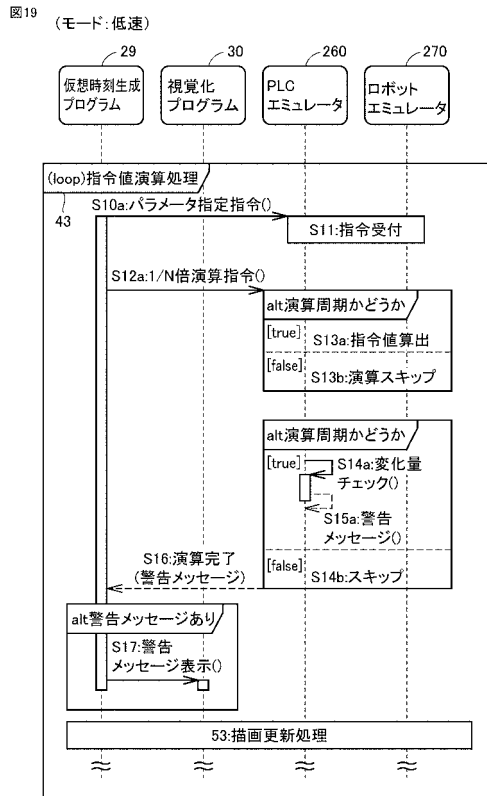 図19
(モード:低速)
29
30
260
270
仮想時刻生成
プログラム
視覚化
プログラム
PLC
エミュレータ
ロボット
エミュレータ
(loop)指令値演算処理
43
S10a:パラメータ指定指令()
S11:指令受付
S12a:1/N倍演算指令()
alt演算周期かどうか
[true]
S13a:指令値算出
[false]
S13b:演算スキップ
alt演算周期かどうか
[true]
S14a:変化量
チェック()
S15a:警告
メッセージ()
S16:演算完了
(警告メッセージ)
[false]
S14b:スキップ
alt警告メッセージあり
S17:警告
メッセージ表示()
53:描画更新処理